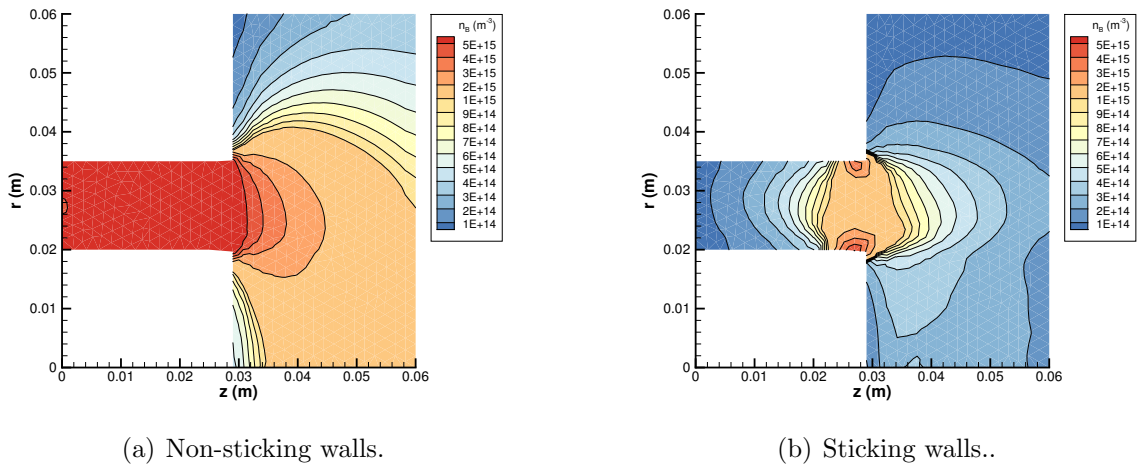 n_B (m⁻³)
5E+15
4E+15
3E+15
2E+15
1E+15
9E+14
8E+14
7E+14
6E+14
5E+14
4E+14
3E+14
2E+14
1E+14
0.06
0.05
0.04
0.03
0.02
0.01
0
r (m)
0 0.01 0.02 0.03 0.04 0.05 0.06
z (m)
(a) Non-sticking walls.
n_B (m⁻³)
5E+15
4E+15
3E+15
2E+15
1E+15
9E+14
8E+14
7E+14
6E+14
5E+14
4E+14
3E+14
2E+14
1E+14
0.06
0.05
0.04
0.03
0.02
0.01
0
r (m)
0 0.01 0.02 0.03 0.04 0.05 0.06
z (m)
(b) Sticking walls..